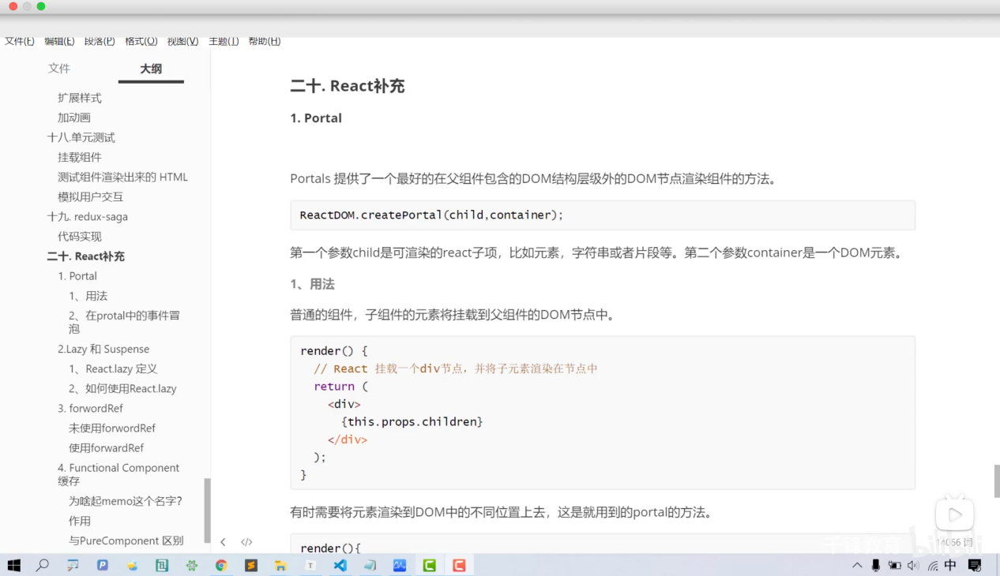 文件(F) 编辑(E) 段落(P) 格式(O) 视图(V) 主题(T) 帮助(H)
文件 大纲
扩展样式
加动画
十八.单元测试
挂载组件
测试组件渲染出来的 HTML
模拟用户交互
十九. redux-saga
代码实现
二十. React补充
1. Portal
1、用法
2、在protal中的事件冒
泡
2.Lazy 和 Suspense
1、React.lazy 定义
2、如何使用React.lazy
3. forwordRef
未使用forwordRef
使用forwardRef
4. Functional Component
缓存
为啥起memo这个名字?
作用
与PureComponent 区别
二十. React补充
1. Portal
Portals 提供了一个最好的在父组件包含的DOM结构层级外的DOM节点渲染组件的方法。
ReactDOM.createPortal(child,container);
第一个参数child是可渲染的react子项，比如元素，字符串或者片段等。第二个参数container是一个DOM元素。
1、用法
普通的组件，子组件的元素将挂载到父组件的DOM节点中。
render() {
// React 挂载一个div节点，并将子元素渲染在节点中
return (
<div>
{this.props.children}
</div>
);
}
有时需要将元素渲染到DOM中的不同位置上去，这是就用到的portal的方法。
render(){
14066 词
千锋教育
bilibili
中